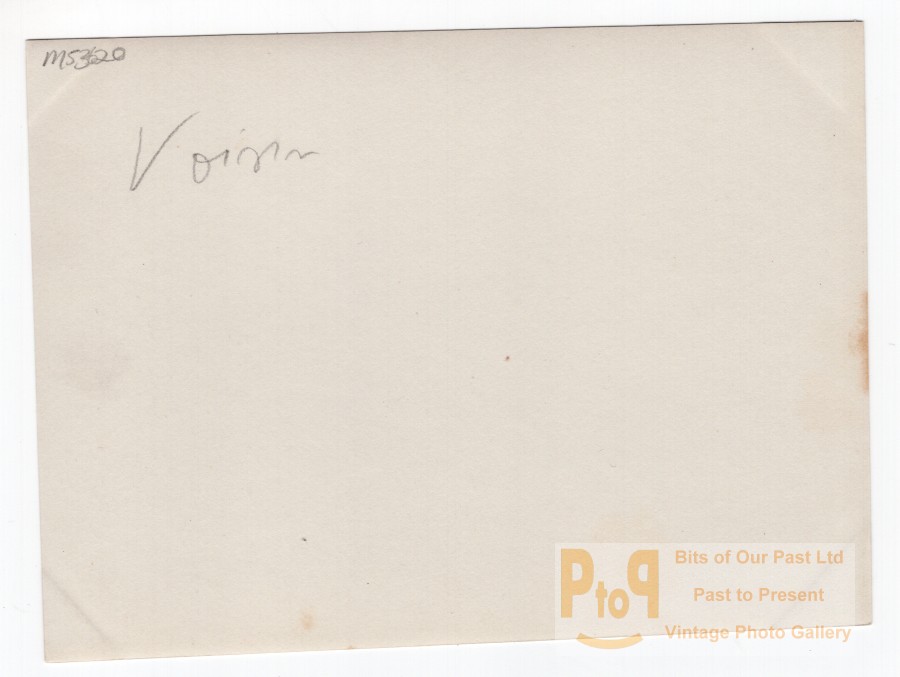 MS3620
Voisin
PtoP
Bits of Our Past Ltd
Past to Present
Vintage Photo Gallery